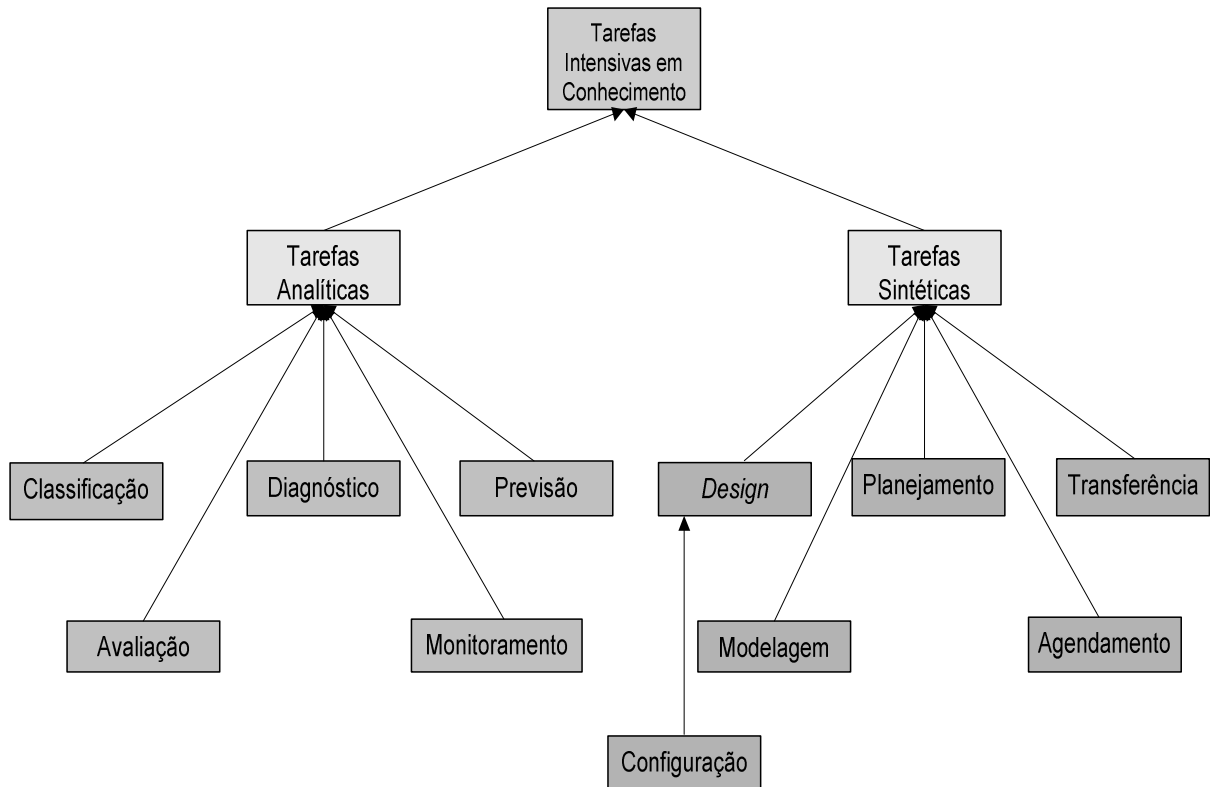 Tarefas
Intensivas em
Conhecimento
Tarefas
Analíticas
Tarefas
Sintéticas
Classificação
Diagnóstico
Previsão
Design
Planejamento
Transferência
Avaliação
Monitoramento
Modelagem
Agendamento
Configuração